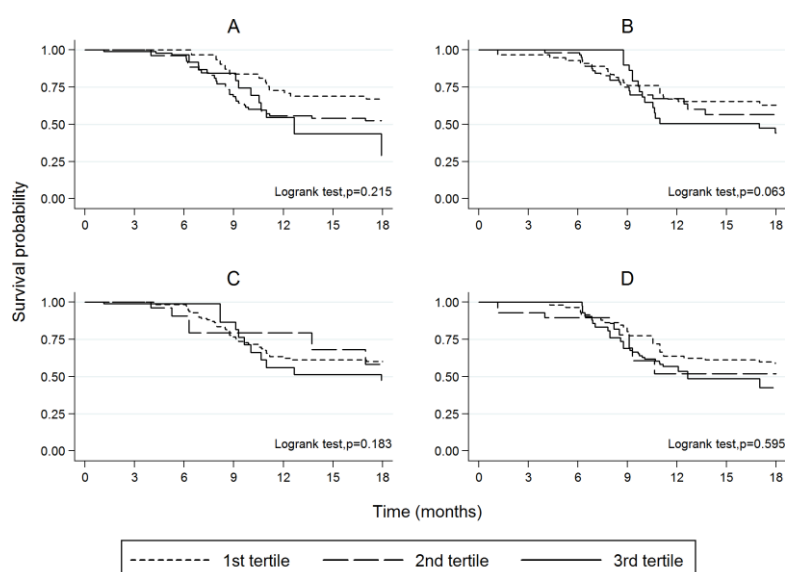 A
B
1.00
0.75
0.50
0.25
0.00
Logrank test,p=0.215
0 3 6 9 12 15 18
1.00
0.75
0.50
0.25
0.00
Logrank test,p=0.063
0 3 6 9 12 15 18
Survival probability
C
D
1.00
0.75
0.50
0.25
0.00
Logrank test,p=0.183
0 3 6 9 12 15 18
1.00
0.75
0.50
0.25
0.00
Logrank test,p=0.595
0 3 6 9 12 15 18
Time (months)
1st tertile 2nd tertile 3rd tertile